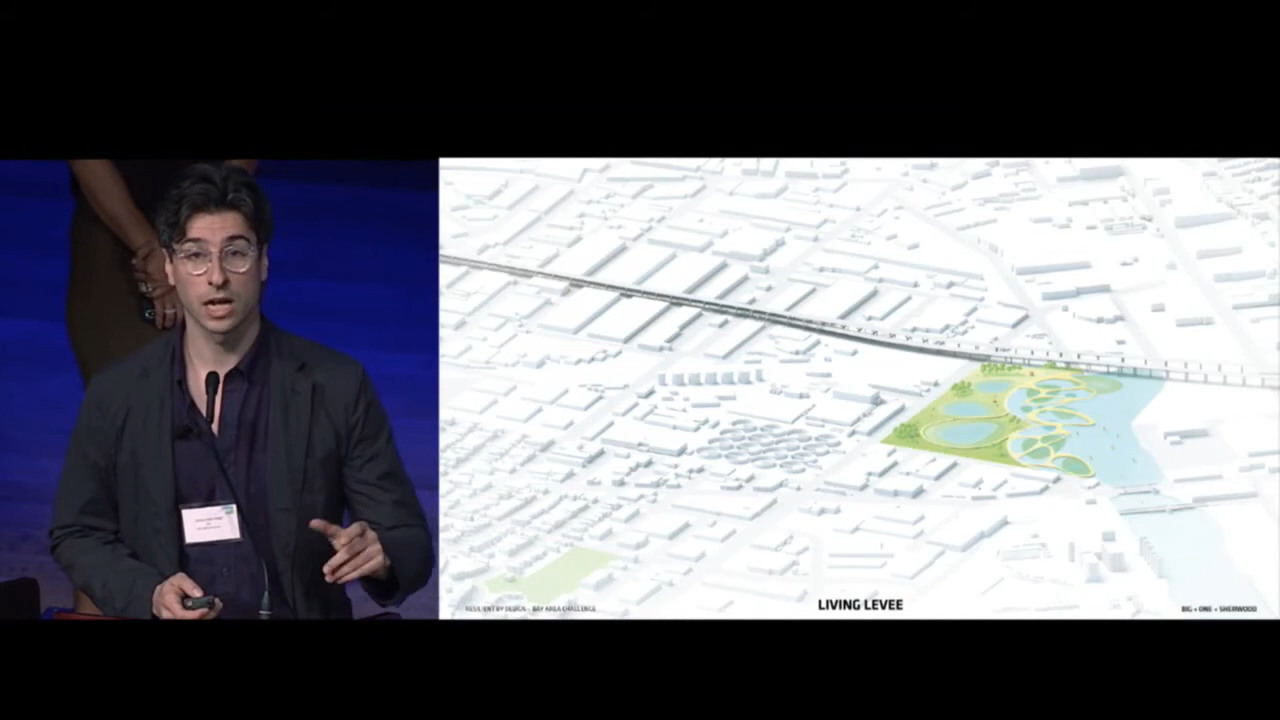 LIVING LEVEE
RESILIENT BY DESIGN - BAY AREA CHALLENGE
BIG + ONE + SHERWOOD